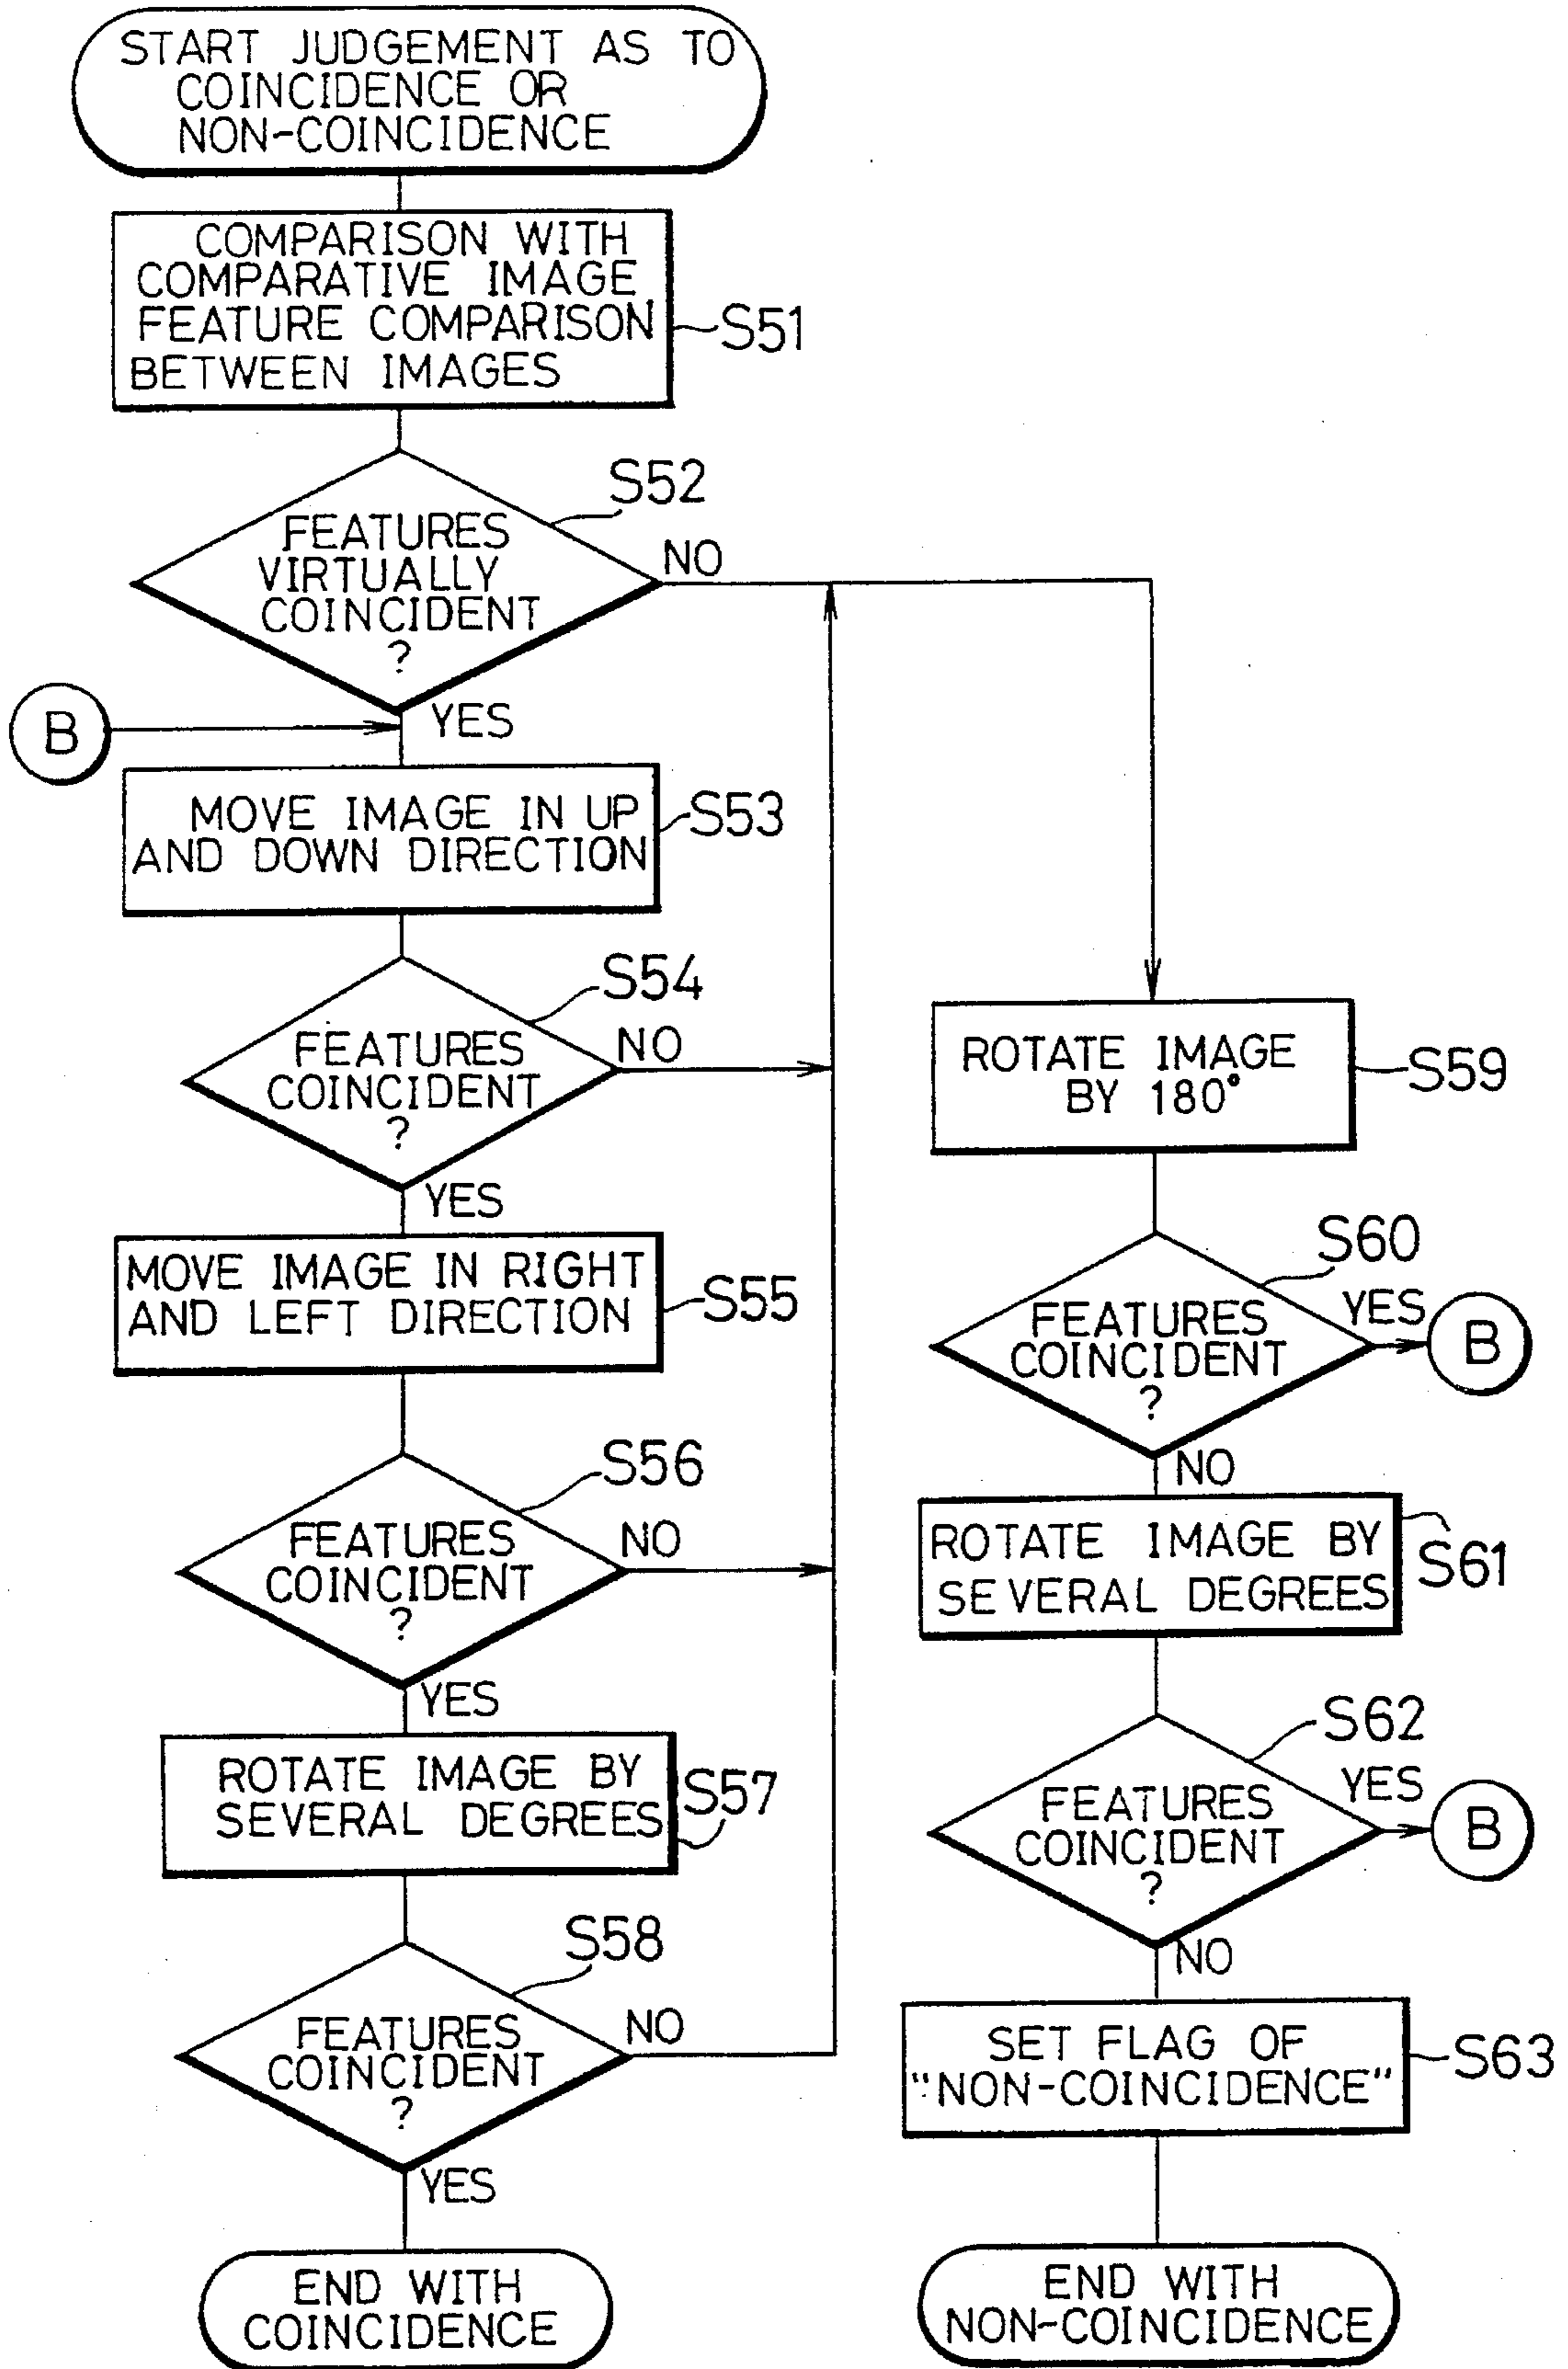 START JUDGEMENT AS TO
COINCIDENCE OR
NON-COINCIDENCE
COMPARISON WITH
COMPARATIVE IMAGE
FEATURE COMPARISON
BETWEEN IMAGES
S51
S52
FEATURES
VIRTUALLY
COINCIDENT
?
NO
YES
B
MOVE IMAGE IN UP
AND DOWN DIRECTION
S53
S54
FEATURES
COINCIDENT
?
NO
YES
MOVE IMAGE IN RIGHT
AND LEFT DIRECTION
S55
S56
FEATURES
COINCIDENT
?
NO
YES
ROTATE IMAGE BY
SEVERAL DEGREES
S57
S58
FEATURES
COINCIDENT
?
NO
YES
END WITH
COINCIDENCE
ROTATE IMAGE
BY 180°
S59
S60
FEATURES
COINCIDENT
?
YES
B
NO
ROTATE IMAGE BY
SEVERAL DEGREES
S61
S62
FEATURES
COINCIDENT
?
YES
B
NO
SET FLAG OF
"NON-COINCIDENCE"
S63
END WITH
NON-COINCIDENCE